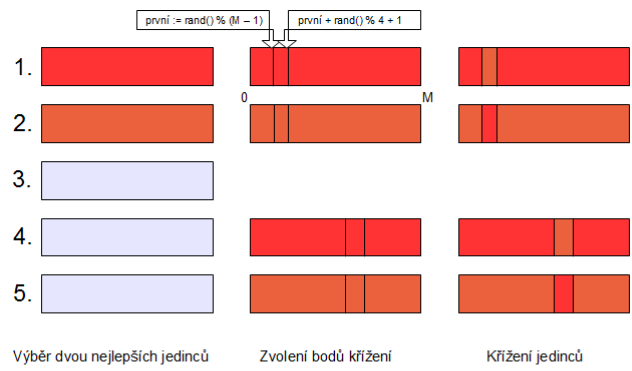 první := rand() % (M – 1)
první + rand() % 4 + 1
1.
0
M
2.
3.
4.
5.
Výběr dvou nejlepších jedinců
Zvolení bodů křížení
Křížení jedinců